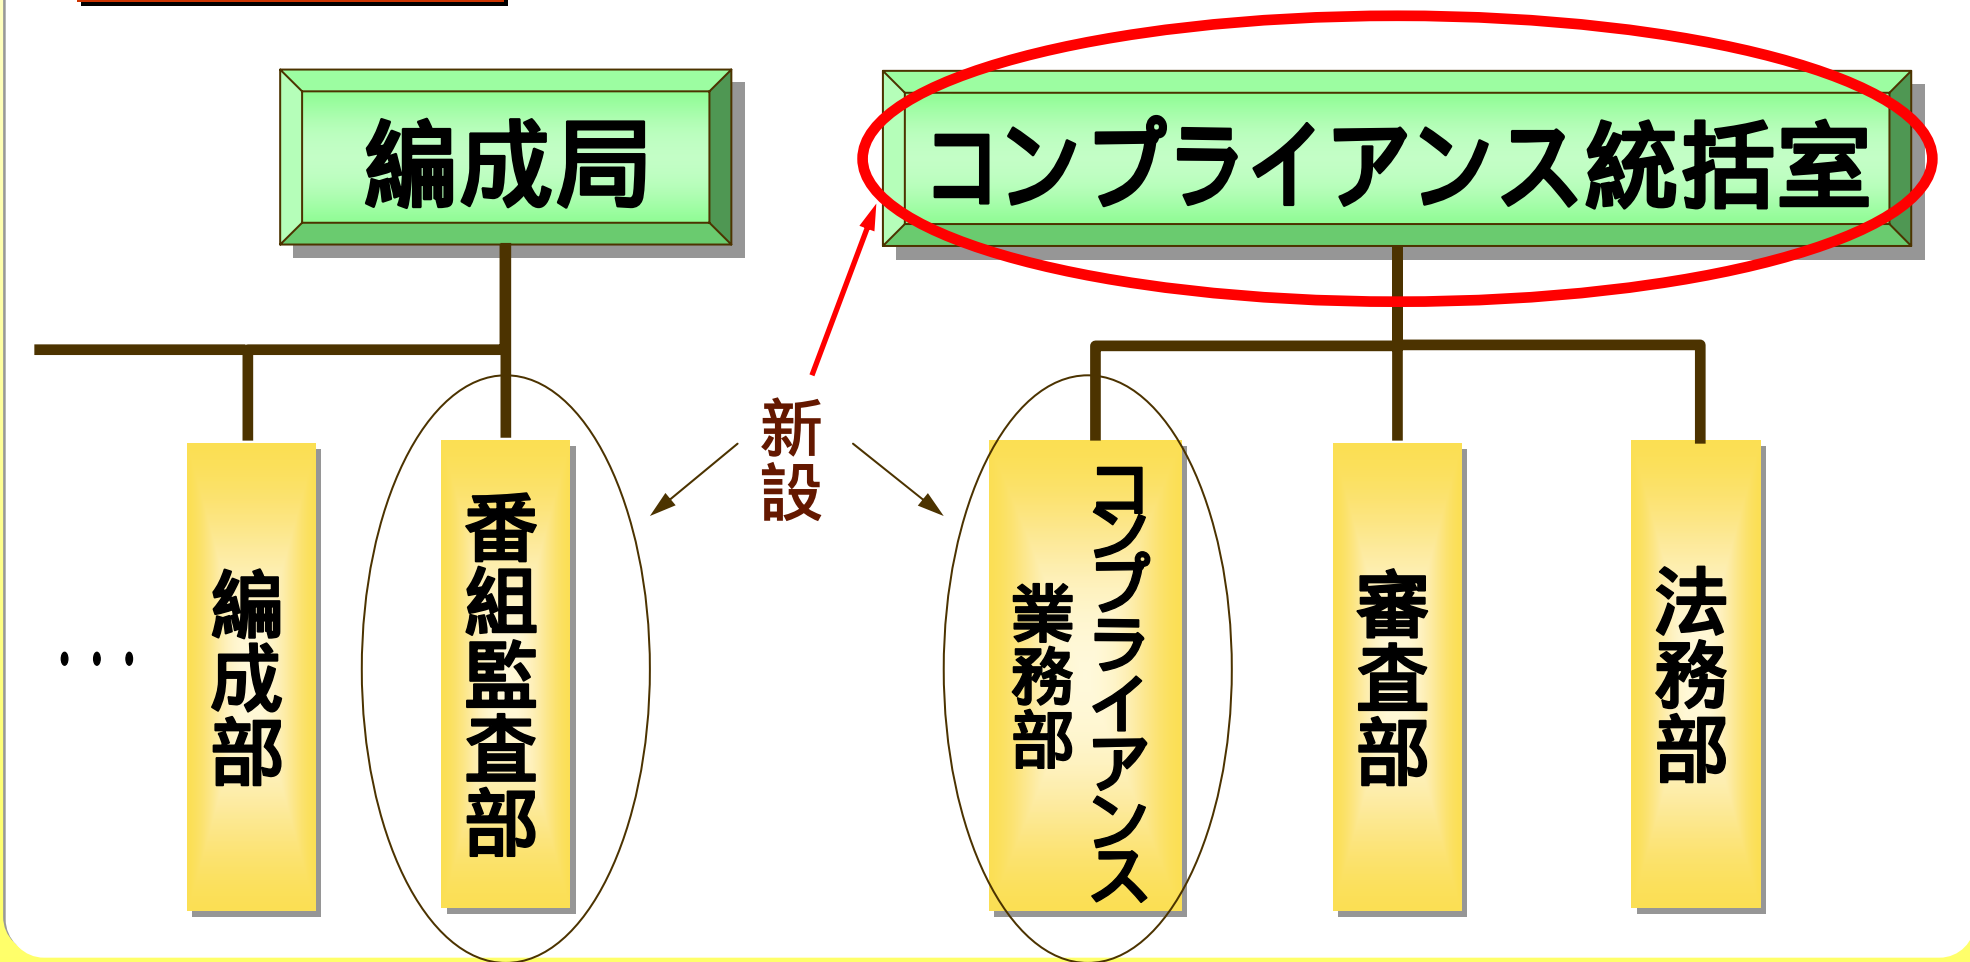 編成局
コンプライアンス統括室
新設
・・・
編成部
番組監査部
コンプライアンス
業務部
審査部
法務部